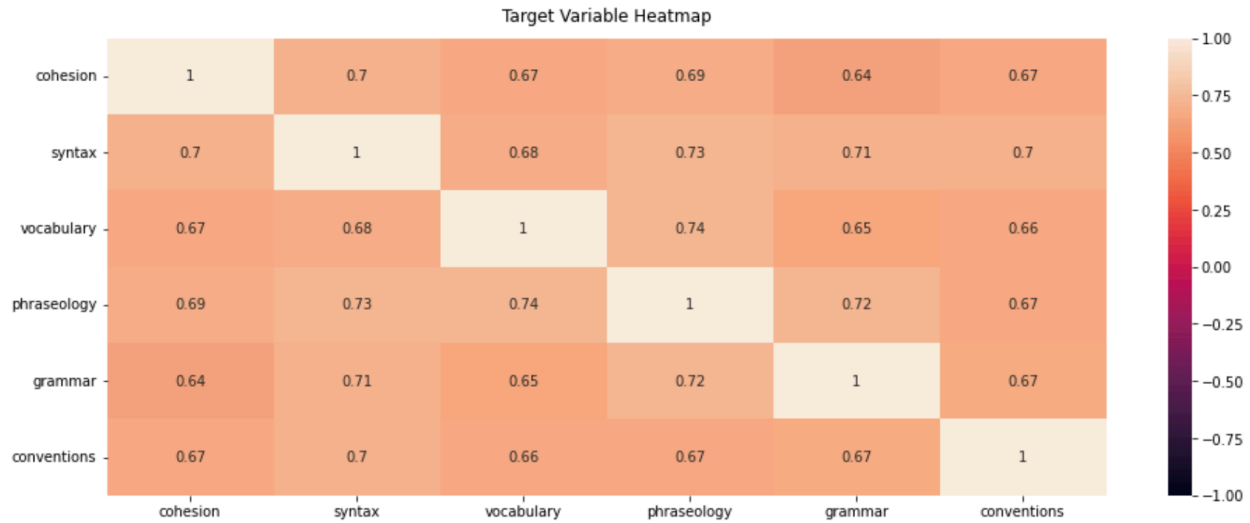 Target Variable Heatmap
cohesion 1 0.7 0.67 0.69 0.64 0.67
syntax 0.7 1 0.68 0.73 0.71 0.7
vocabulary 0.67 0.68 1 0.74 0.65 0.66
phraseology 0.69 0.73 0.74 1 0.72 0.67
grammar 0.64 0.71 0.65 0.72 1 0.67
conventions 0.67 0.7 0.66 0.67 0.67 1
cohesion syntax vocabulary phraseology grammar conventions
1.00
0.75
0.50
0.25
0.00
−0.25
−0.50
−0.75
−1.00